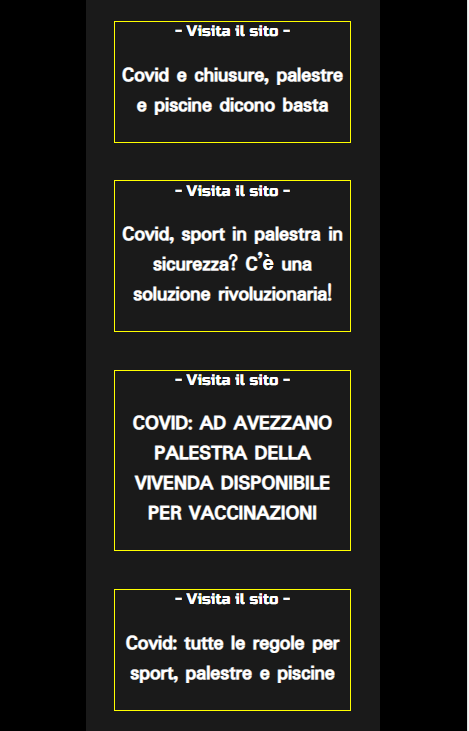 - Visita il sito -
Covid e chiusure, palestre
e piscine dicono basta
- Visita il sito -
Covid, sport in palestra in
sicurezza? C’è una
soluzione rivoluzionaria!
- Visita il sito -
COVID: AD AVEZZANO
PALESTRA DELLA
VIVENDA DISPONIBILE
PER VACCINAZIONI
- Visita il sito -
Covid: tutte le regole per
sport, palestre e piscine